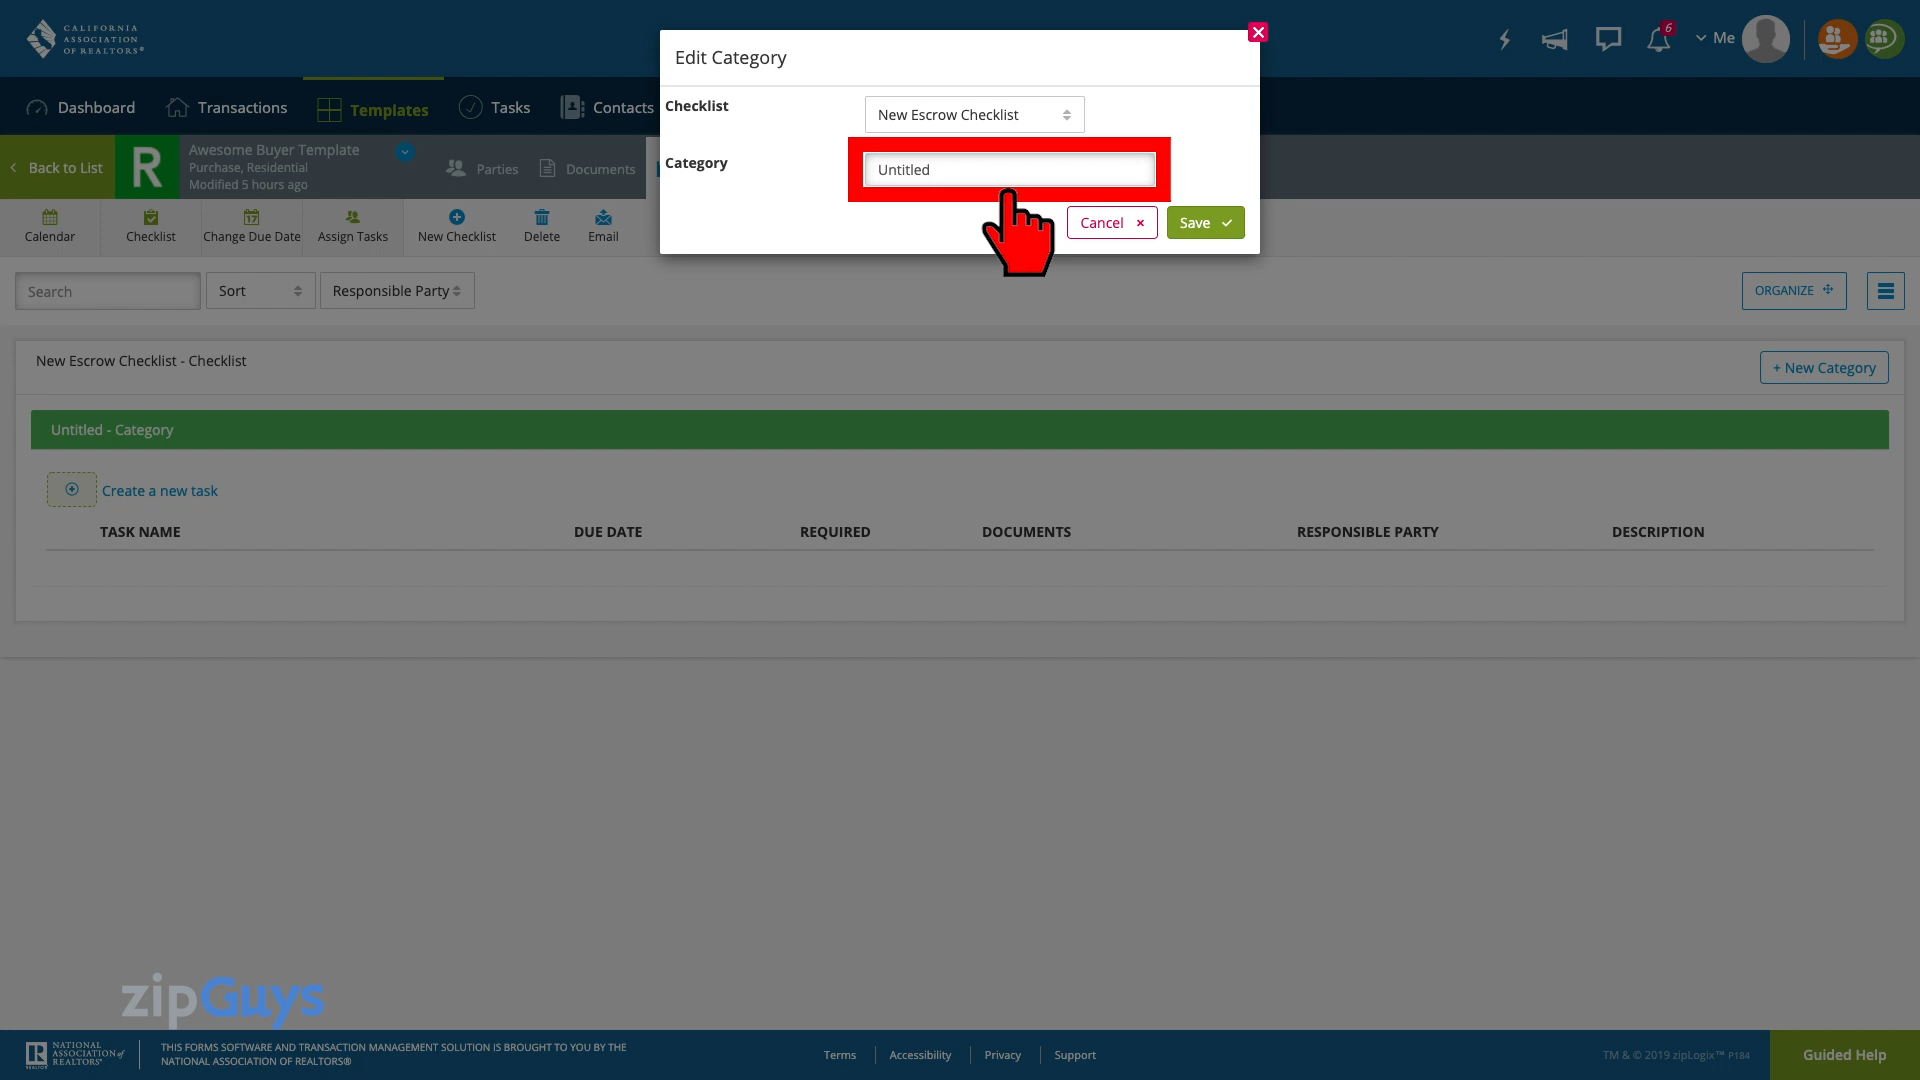 CALIFORNIA
ASSOCIATION
OF REALTORS®
Edit Category
6
Me
Dashboard
Transactions
Templates
Tasks
Contacts
Checklist
New Escrow Checklist
Category
Untitled
Cancel
Save
Back to List
R
Awesome Buyer Template
Purchase, Residential
Modified 5 hours ago
Parties
Documents
Calendar
Checklist
17
Change Due Date
Assign Tasks
New Checklist
Delete
Email
Search
Sort
Responsible Party
ORGANIZE
New Escrow Checklist - Checklist
+ New Category
Untitled - Category
Create a new task
TASK NAME
DUE DATE
REQUIRED
DOCUMENTS
RESPONSIBLE PARTY
DESCRIPTION
zipGuys
R
REALTOR®
NATIONAL
ASSOCIATION of
REALTORS®
THIS FORMS SOFTWARE AND TRANSACTION MANAGEMENT SOLUTION IS BROUGHT TO YOU BY THE
NATIONAL ASSOCIATION OF REALTORS®
Terms
Accessibility
Privacy
Support
TM & © 2019 zipLogix™ P184
Guided Help